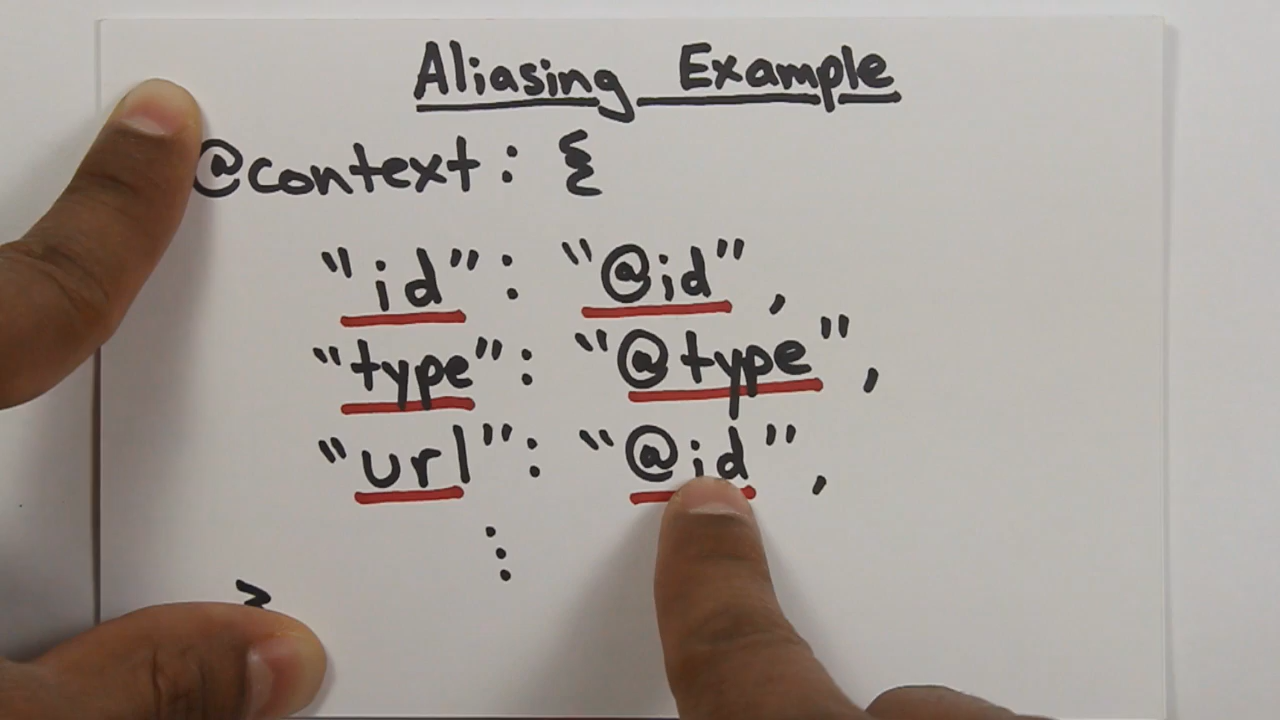 Aliasing Example
@context: {
"id": "@id",
"type": "@type",
"url": "@id",
⋮
}